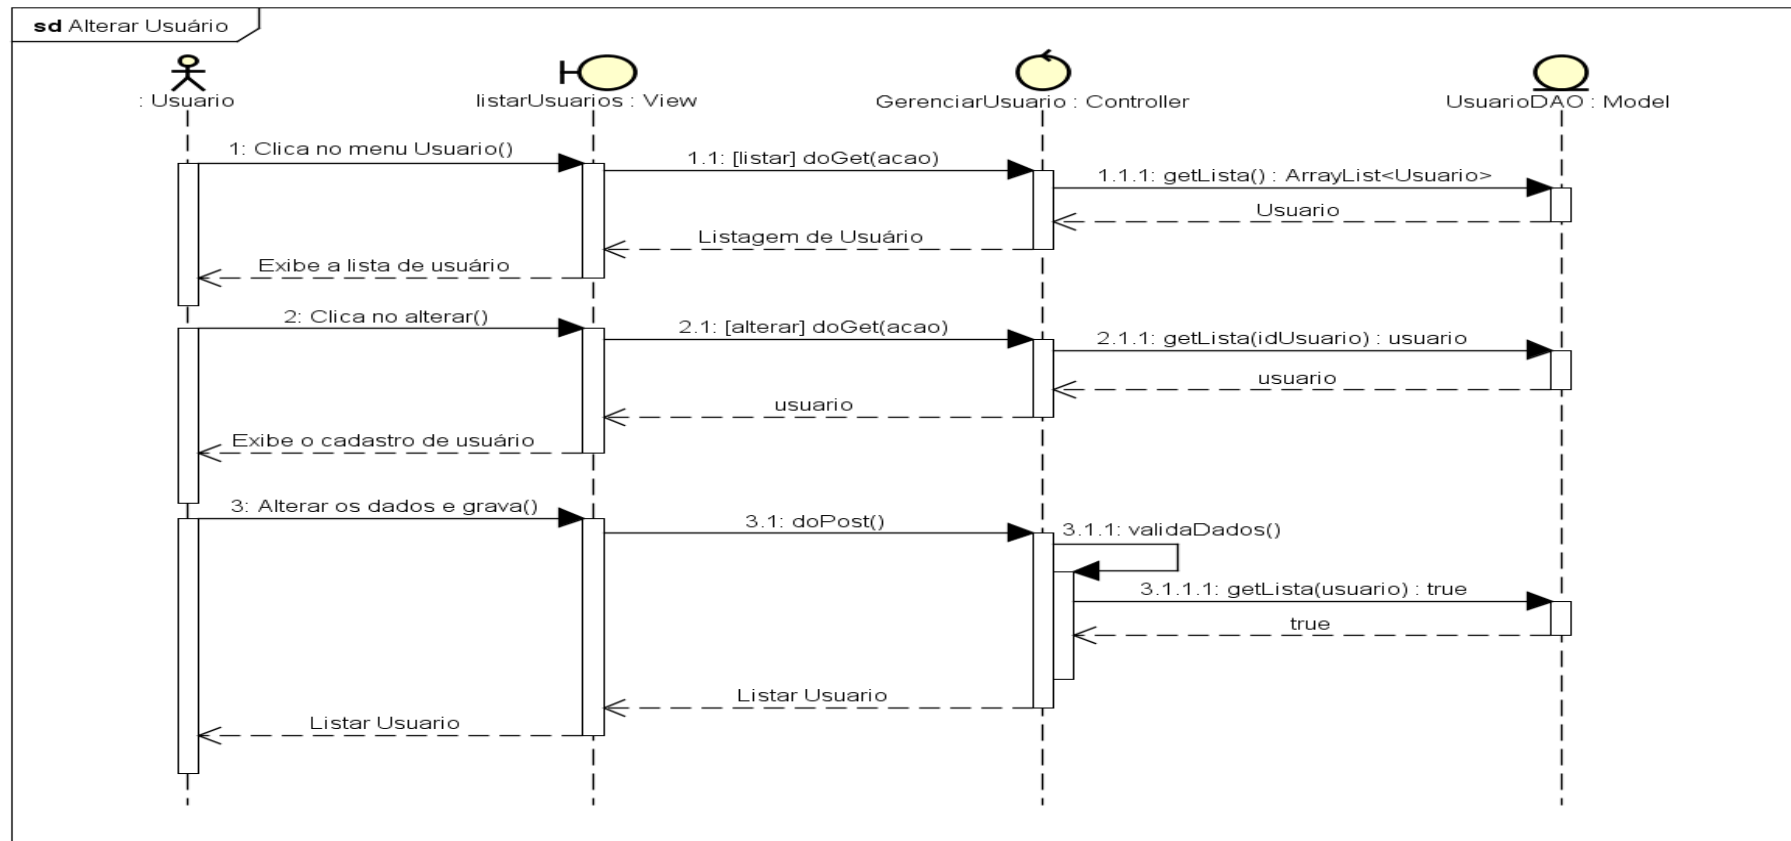 sd Alterar Usuário
: Usuario
listarUsuarios : View
GerenciarUsuario : Controller
UsuarioDAO : Model
1: Clica no menu Usuario()
1.1: [listar] doGet(acao)
1.1.1: getLista() : ArrayList<Usuario>
Usuario
Listagem de Usuário
Exibe a lista de usuário
2: Clica no alterar()
2.1: [alterar] doGet(acao)
2.1.1: getLista(idUsuario) : usuario
usuario
usuario
Exibe o cadastro de usuário
3: Alterar os dados e grava()
3.1: doPost()
3.1.1: validaDados()
3.1.1.1: getLista(usuario) : true
true
Listar Usuario
Listar Usuario